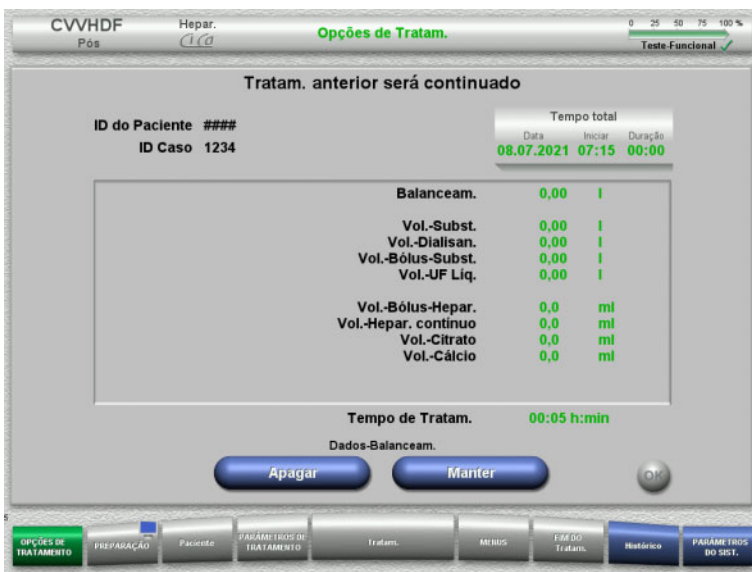 CVVHDF
Pós
Hepar.
Ci Ca
Opções de Tratam.
0 25 50 75 100 %
Teste-Funcional
Tratam. anterior será continuado
ID do Paciente ####
ID Caso 1234
Tempo total
Data Iniciar Duração
08.07.2021 07:15 00:00
Balanceam. 0,00 l
Vol.-Subst. 0,00 l
Vol.-Dialisan. 0,00 l
Vol.-Bólus-Subst. 0,00 l
Vol.-UF Líq. 0,00 l
Vol.-Bólus-Hepar. 0,0 ml
Vol.-Hepar. contínuo 0,0 ml
Vol.-Citrato 0,0 ml
Vol.-Cálcio 0,0 ml
Tempo de Tratam. 00:05 h:min
Dados-Balanceam.
Apagar Manter OK
5
OPÇÕES DE
TRATAMENTO
PREPARAÇÃO
Paciente
PARÂMETROS DE
TRATAMENTO
Tratam.
MENUS
FIM DO
Tratam.
Histórico
PARÂMETROS
DO SIST.